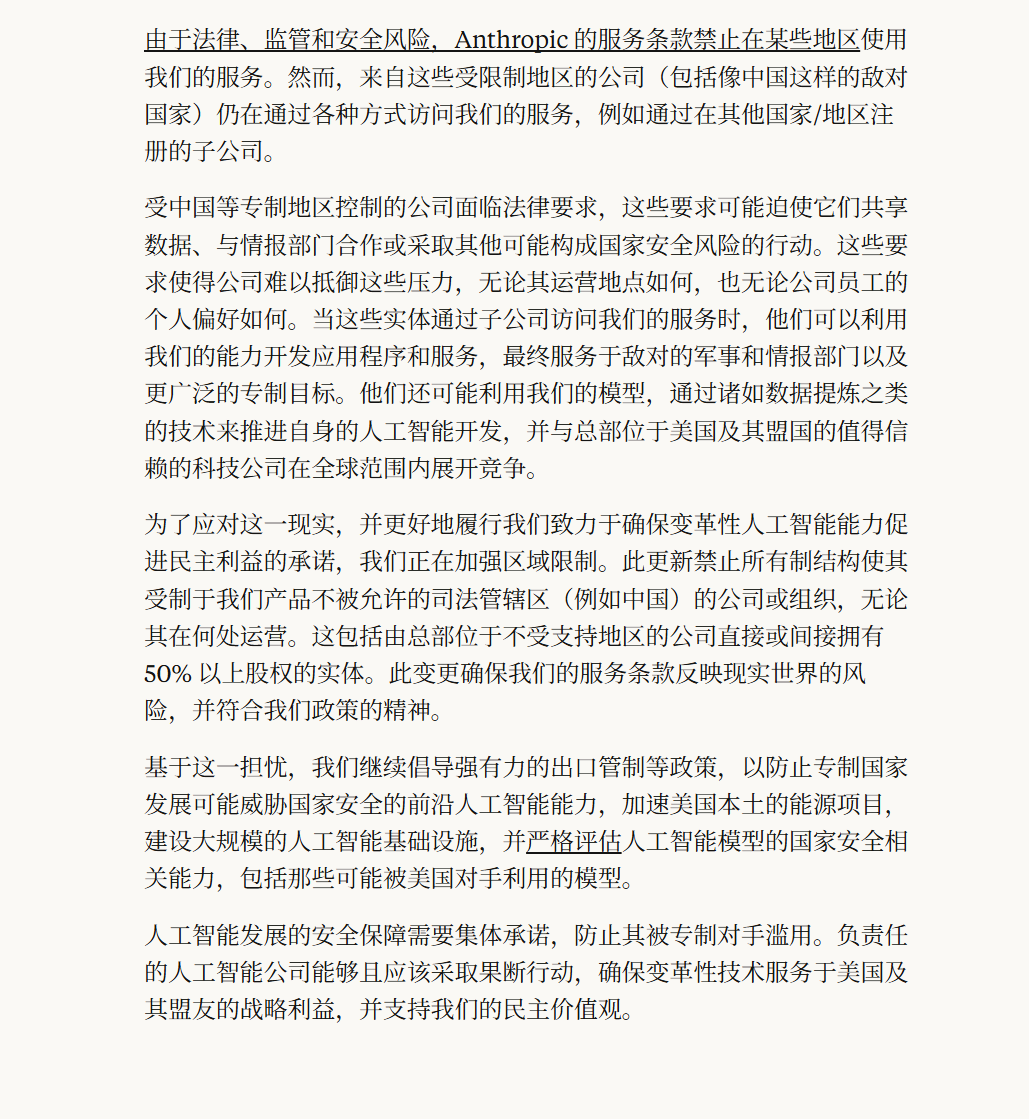 由于法律、监管和安全风险，Anthropic 的服务条款禁止在某些地区使用
我们的服务。然而，来自这些受限制地区的公司（包括像中国这样的敌对
国家）仍在通过各种方式访问我们的服务，例如通过在其他国家/地区注
册的子公司。
受中国等专制地区控制的公司面临法律要求，这些要求可能迫使它们共享
数据、与情报部门合作或采取其他可能构成国家安全风险的行动。这些要
求使得公司难以抵御这些压力，无论其运营地点如何，也无论公司员工的
个人偏好如何。当这些实体通过子公司访问我们的服务时，他们可以利用
我们的能力开发应用程序和服务，最终服务于敌对的军事和情报部门以及
更广泛的专制目标。他们还可能利用我们的模型，通过诸如数据提炼之类
的技术来推进自身的人工智能开发，并与总部位于美国及其盟国的值得信
赖的科技公司在全球范围内展开竞争。
为了应对这一现实，并更好地履行我们致力于确保变革性人工智能能力促
进民主利益的承诺，我们正在加强区域限制。此更新禁止所有制结构使其
受制于我们产品不被允许的司法管辖区（例如中国）的公司或组织，无论
其在何处运营。这包括由总部位于不受支持地区的公司直接或间接拥有
50% 以上股权的实体。此变更确保我们的服务条款反映现实世界的风
险，并符合我们政策的精神。
基于这一担忧，我们继续倡导强有力的出口管制等政策，以防止专制国家
发展可能威胁国家安全的前沿人工智能能力，加速美国本土的能源项目，
建设大规模的人工智能基础设施，并严格评估人工智能模型的国家安全相
关能力，包括那些可能被美国对手利用的模型。
人工智能发展的安全保障需要集体承诺，防止其被专制对手滥用。负责任
的人工智能公司能够且应该采取果断行动，确保变革性技术服务于美国及
其盟友的战略利益，并支持我们的民主价值观。